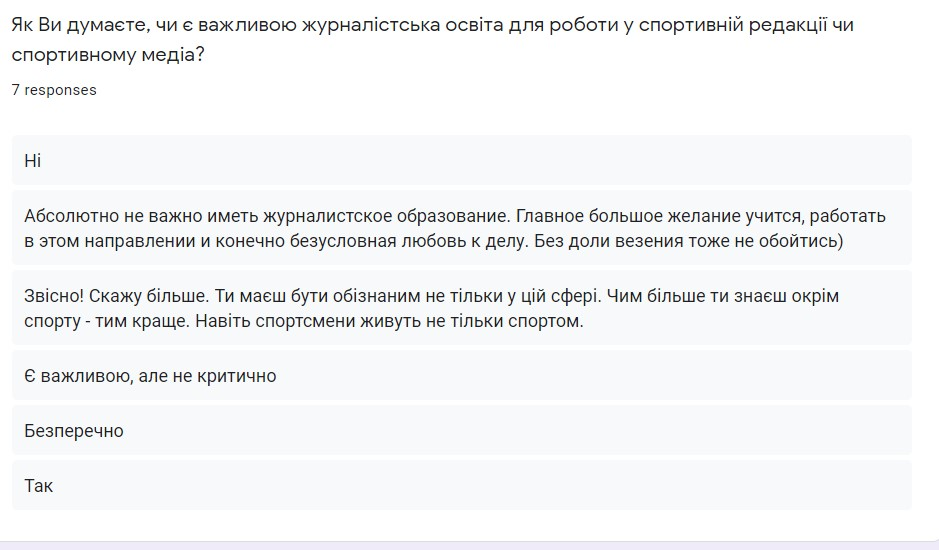 Як Ви думаєте, чи є важливою журналістська освіта для роботи у спортивній редакції чи
спортивному медіа?
7 responses
Ні
Абсолютно не важно иметь журналистское образование. Главное большое желание учится, работать
в этом направлении и конечно безусловная любовь к делу. Без доли везения тоже не обойтись)
Звісно! Скажу більше. Ти маєш бути обізнаним не тільки у цій сфері. Чим більше ти знаєш окрім
спорту - тим краще. Навіть спортсмени живуть не тільки спортом.
Є важливою, але не критично
Безперечно
Так